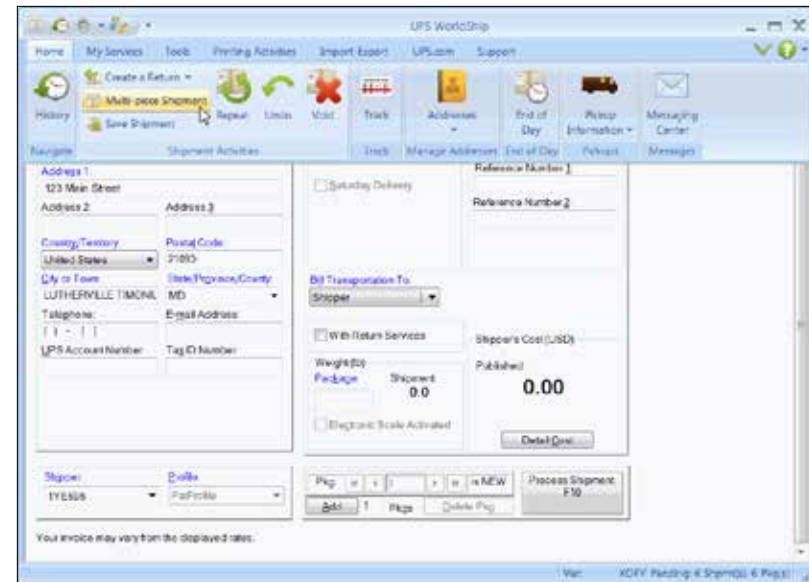 UPS WorldShip
Home My Services Tools Printing Activities Import Export UPS.com Support
History
Create a Return
Multi-piece Shipment
Save Shipment
Repeat Undo Void Track Addresses End of Day Pickup Information Messaging Center
Navigate Shipment Activities Track Manage Addresses End of Day Pickups Messages
Address 1
123 Main Street
Address 2 Address 3
Country/Territory Postal Code
United States 21093-
City or Town State/Province/County
LUTHERVILLE TIMONIL MD
Telephone: E-mail Address
( ) - ( )
UPS Account Number Tax ID Number
Saturday Delivery
Reference Number 1
Reference Number 2
Bill Transportation To
Shipper
With Return Services
Weight (lb)
Package Shipment
0.0
Electronic Scale Activated
Shipper's Cost (USD)
Published
0.00
Detail Cost
Shipper Profile
1YE606
Pkg 1 is NEW
Add 1 Pkgs Delete Pkg
Process Shipment
F10
Your invoice may vary from the displayed rates.
Pending: 6 Shpmt(s) 6 Pkg(s)